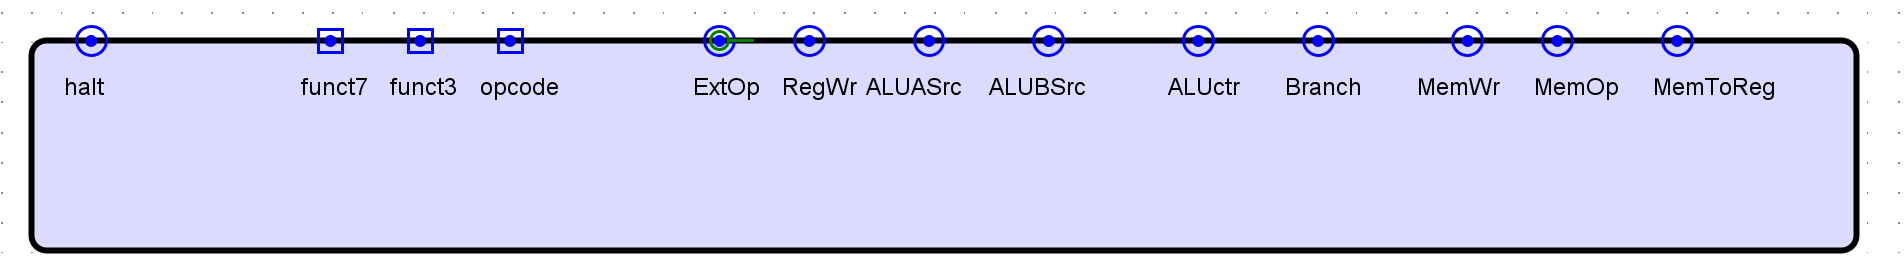 halt funct7 funct3 opcode ExtOp RegWr ALUASrc ALUBSrc ALUctr Branch MemWr MemOp MemToReg